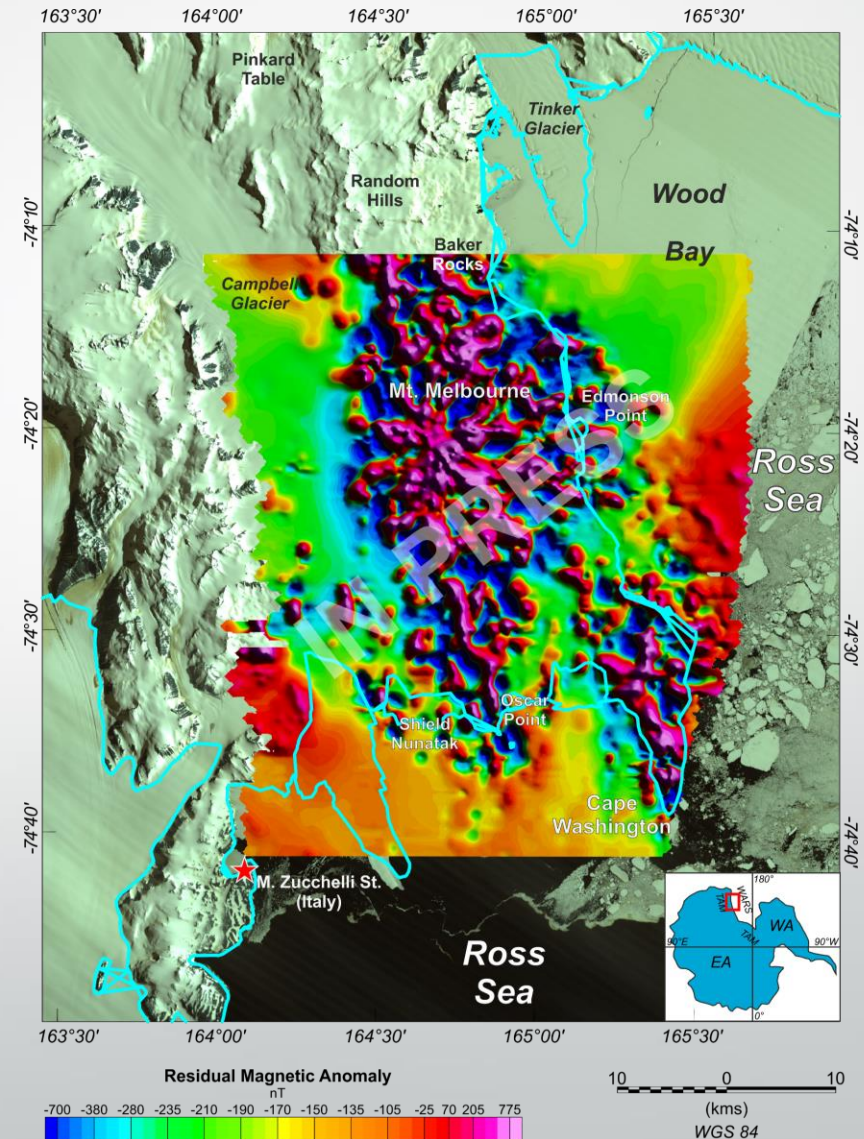 163°30' 164°00' 164°30' 165°00' 165°30'
Pinkard
Table
Tinker
Glacier
Random
Hills
Wood
Bay
-74°10'
-74°10'
Baker
Rocks
Campbell
Glacier
Mt. Melbourne
Edmonson
Point
-74°20'
-74°20'
Ross
Sea
IN PRESS
-74°30'
-74°30'
Oscar
Point
Shield
Nunatak
Cape
Washington
-74°40'
-74°40'
M. Zucchelli St.
(Italy)
Ross
Sea
180°
WARS
TAM
TAM
WA
90°E
90°W
EA
0°
163°30' 164°00' 164°30' 165°00' 165°30'
Residual Magnetic Anomaly
nT
-700 -380 -280 -235 -210 -190 -170 -150 -135 -105 -25 70 205 775
10 0 10
(kms)
WGS 84